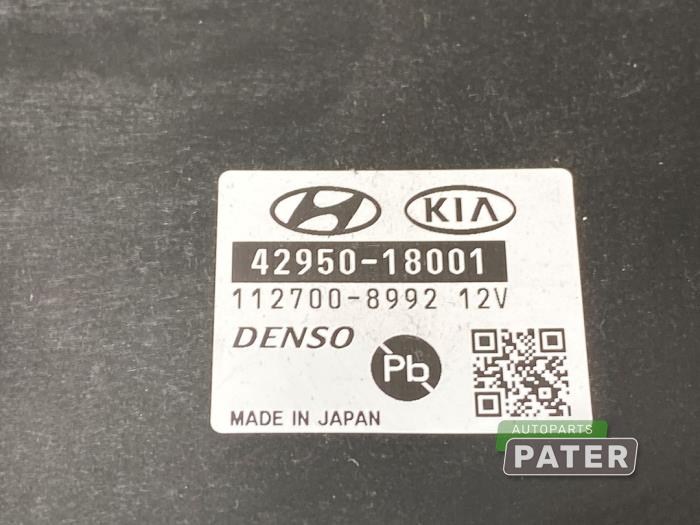 KIA
42950-18001
112700-8992 12V
DENSO
Pb
MADE IN JAPAN
AUTOPARTS
PATER